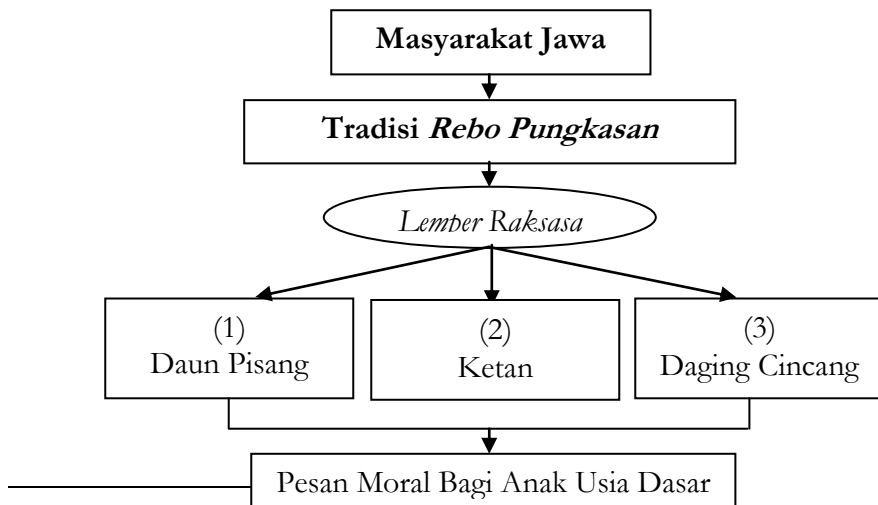 Masyarakat Jawa
Tradisi Rebo Pungkasan
Lemper Raksasa
(1)
Daun Pisang
(2)
Ketan
(3)
Daging Cincang
Pesan Moral Bagi Anak Usia Dasar